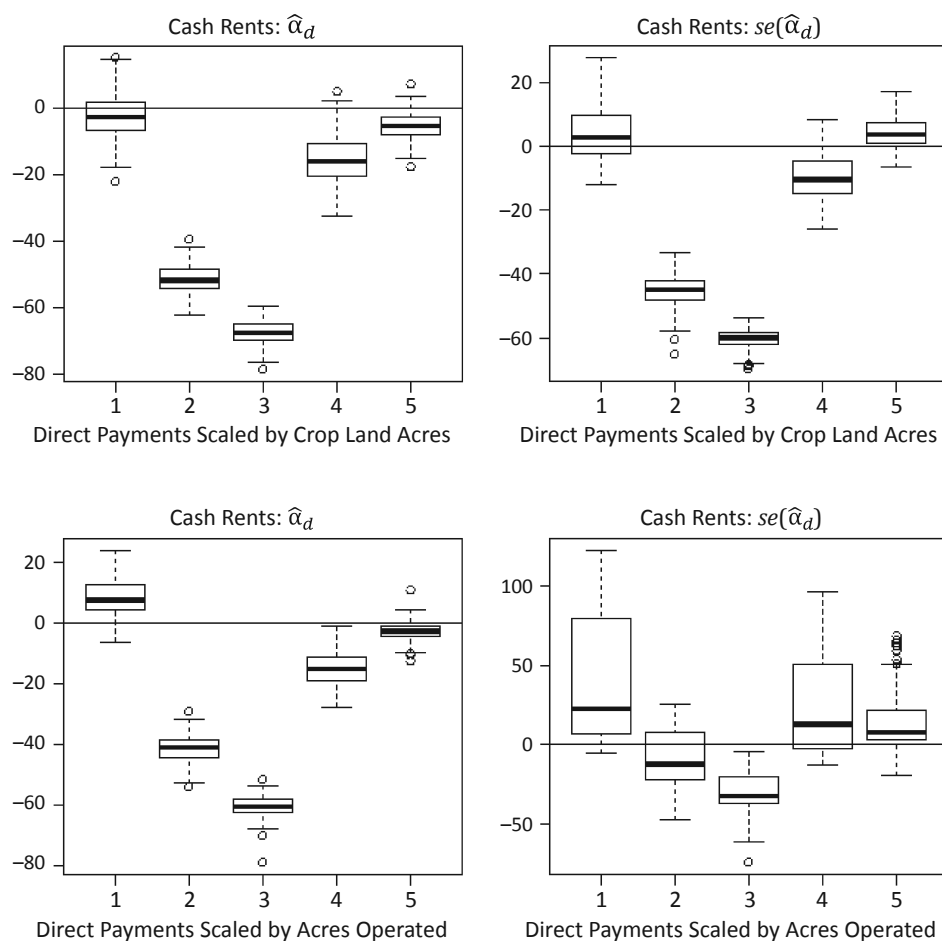 Cash Rents: α̂d
20
0
−20
−40
−60
−80
1 2 3 4 5
Direct Payments Scaled by Crop Land Acres
Cash Rents: se(α̂d)
20
0
−20
−40
−60
1 2 3 4 5
Direct Payments Scaled by Crop Land Acres
Cash Rents: α̂d
20
0
−20
−40
−60
−80
1 2 3 4 5
Direct Payments Scaled by Acres Operated
Cash Rents: se(α̂d)
100
50
0
−50
1 2 3 4 5
Direct Payments Scaled by Acres Operated